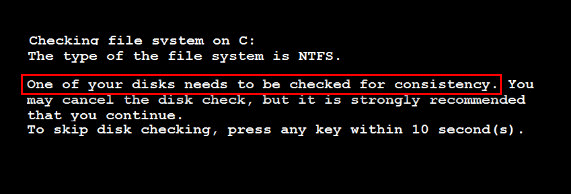 Checking file system on C:
The type of the file system is NTFS.
One of your disks needs to be checked for consistency. You
may cancel the disk check, but it is strongly recommended
that you continue.
To skip disk checking, press any key within 10 second(s).